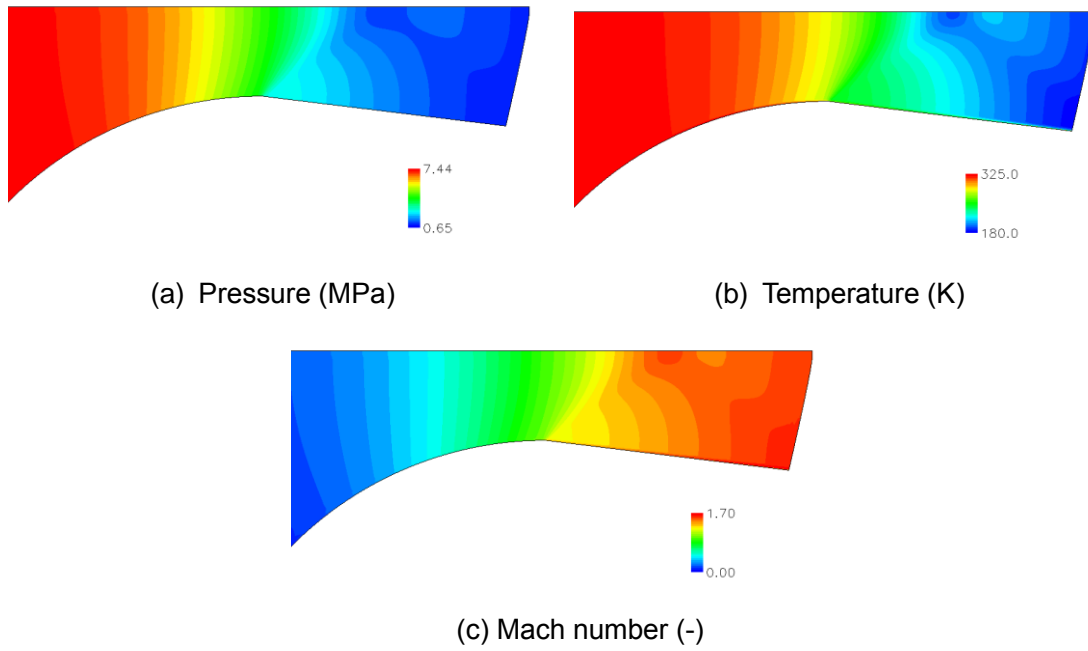 7.44
0.65
325.0
180.0
(a) Pressure (MPa)
(b) Temperature (K)
1.70
0.00
(c) Mach number (-)